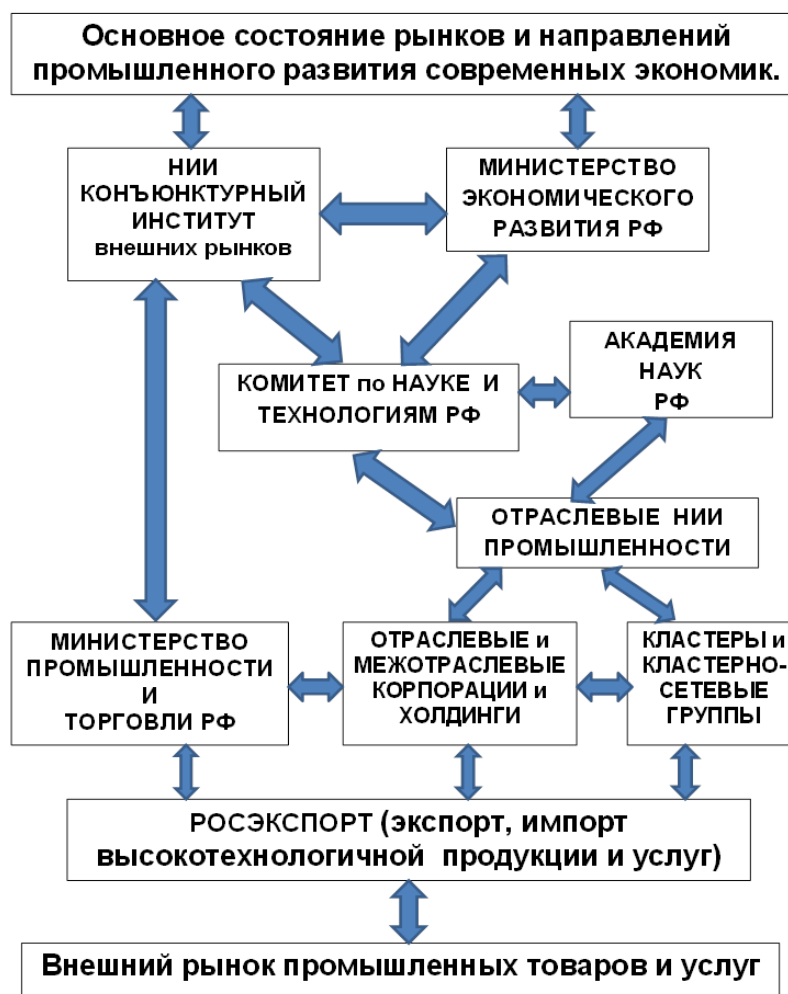 Основное состояние рынков и направлений
промышленного развития современных экономик.
НИИ
КОНЪЮНКТУРНЫЙ
ИНСТИТУТ
внешних рынков
МИНИСТЕРСТВО
ЭКОНОМИЧЕСКОГО
РАЗВИТИЯ РФ
КОМИТЕТ по НАУКЕ И
ТЕХНОЛОГИЯМ РФ
АКАДЕМИЯ
НАУК
РФ
ОТРАСЛЕВЫЕ НИИ
ПРОМЫШЛЕННОСТИ
МИНИСТЕРСТВО
ПРОМЫШЛЕННОСТИ
И
ТОРГОВЛИ РФ
ОТРАСЛЕВЫЕ и
МЕЖОТРАСЛЕВЫЕ
КОРПОРАЦИИ и
ХОЛДИНГИ
КЛАСТЕРЫ и
КЛАСТЕРНО-
СЕТЕВЫЕ
ГРУППЫ
РОСЭКСПОРТ (экспорт, импорт
высокотехнологичной продукции и услуг)
Внешний рынок промышленных товаров и услуг